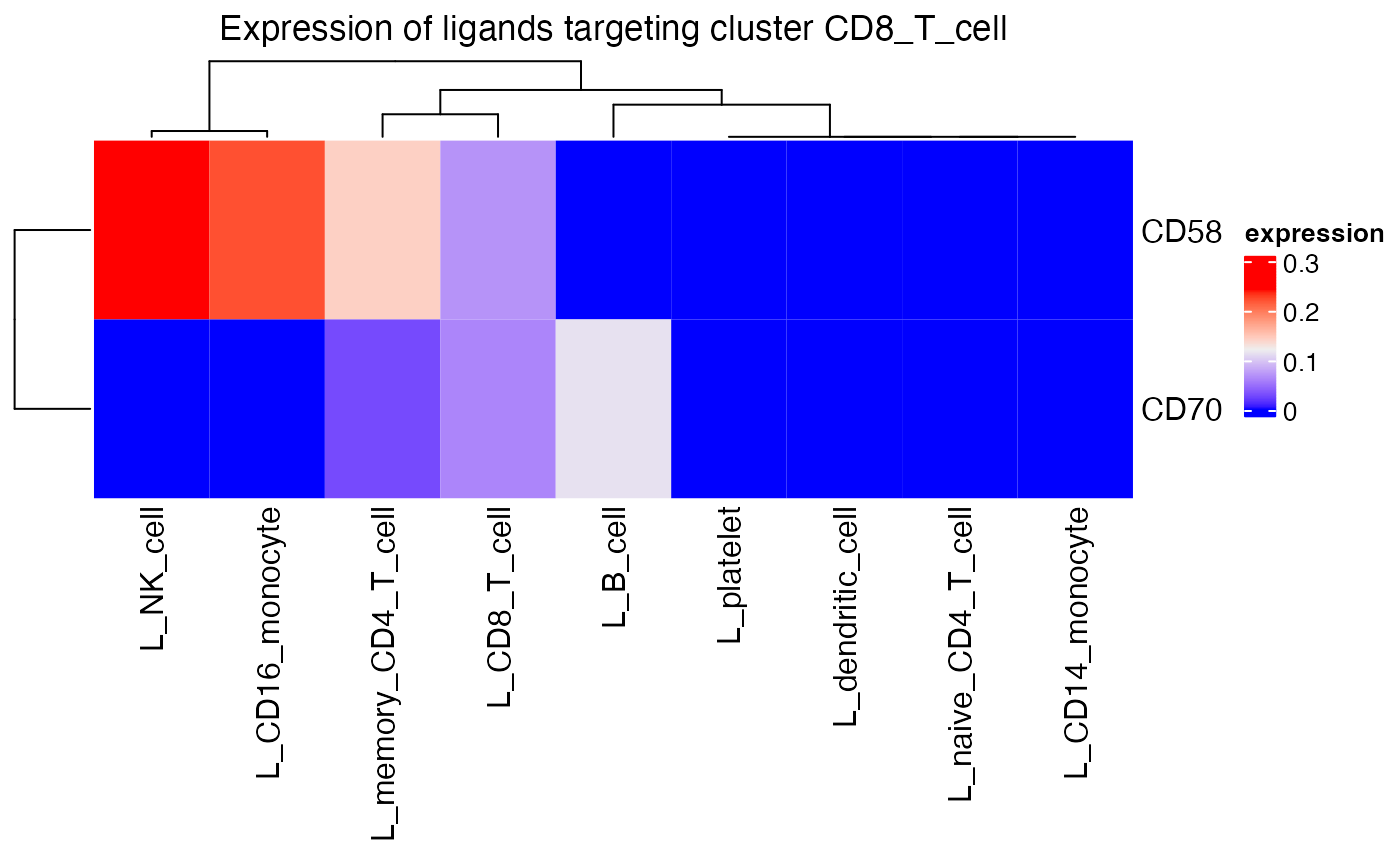 Expression of ligands targeting cluster CD8_T_cell
CD58
CD70
expression
0.3
0.2
0.1
0
L_NK_cell
L_CD16_monocyte
L_memory_CD4_T_cell
L_CD8_T_cell
L_B_cell
L_platelet
L_dendritic_cell
L_naive_CD4_T_cell
L_CD14_monocyte